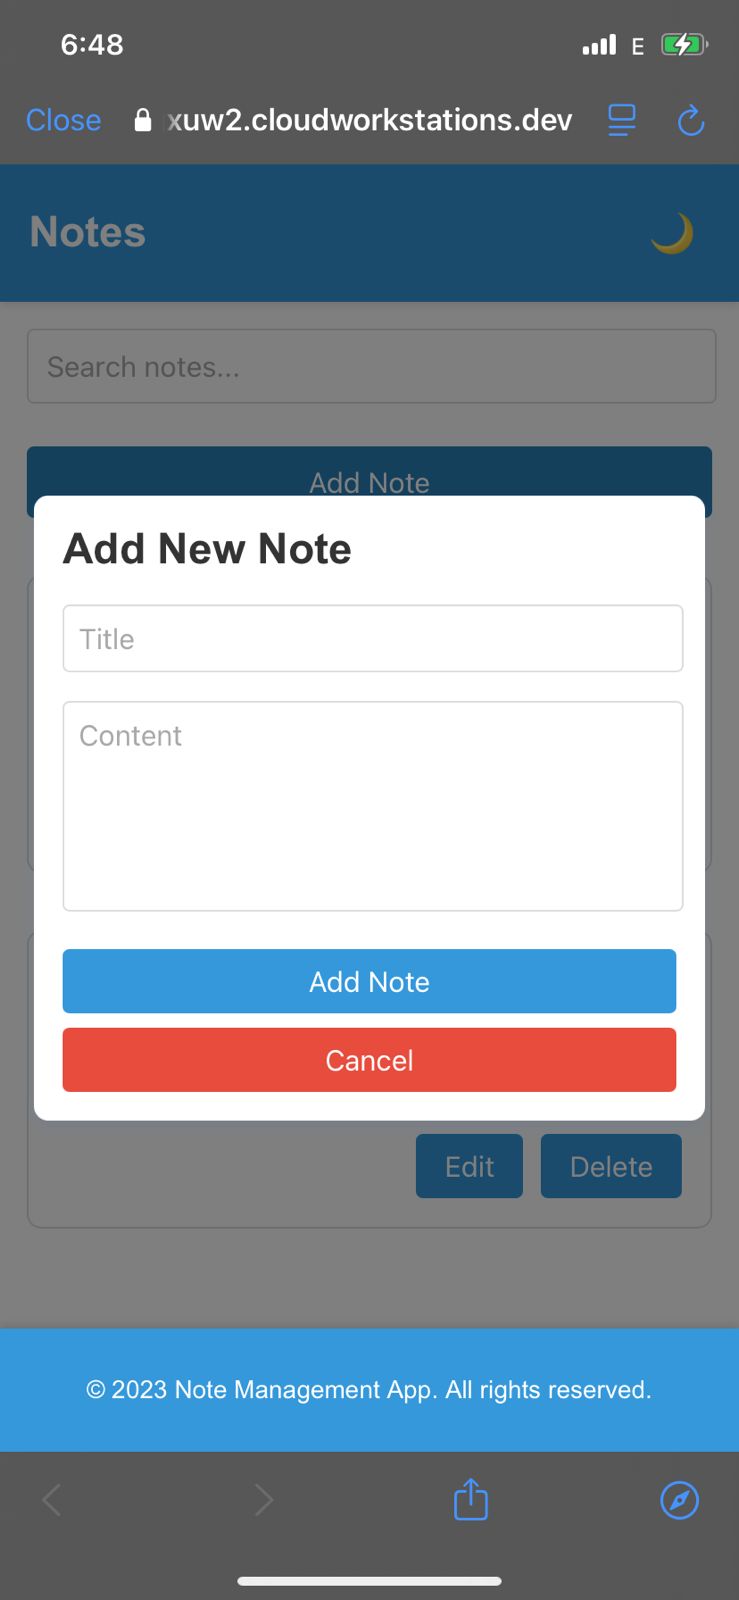 6:48
E
Close
xuw2.cloudworkstations.dev
Notes
Search notes...
Add Note
Add New Note
Title
Content
Add Note
Cancel
Edit
Delete
© 2023 Note Management App. All rights reserved.